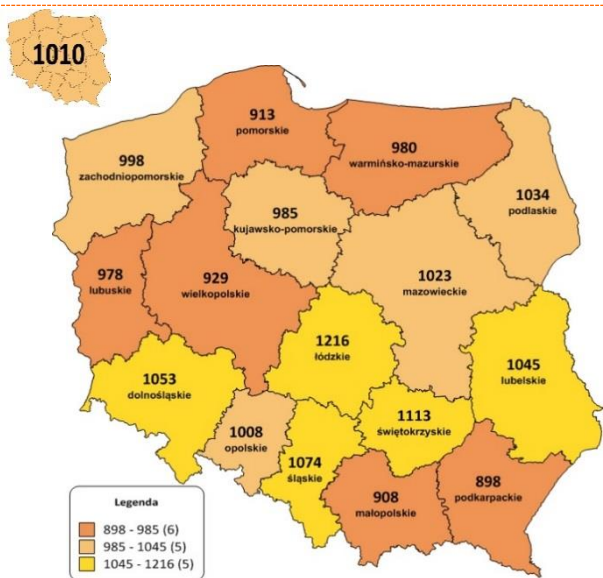 1010
913
pomorskie
980
warmińsko-mazurskie
998
zachodniopomorskie
1034
podlaskie
985
kujawsko-pomorskie
978
lubuskie
929
wielkopolskie
1023
mazowieckie
1216
łódzkie
1045
lubelskie
1053
dolnośląskie
1113
świętokrzyskie
1008
opolskie
1074
śląskie
908
małopolskie
898
podkarpackie
Legenda
898 - 985 (6)
985 - 1045 (5)
1045 - 1216 (5)